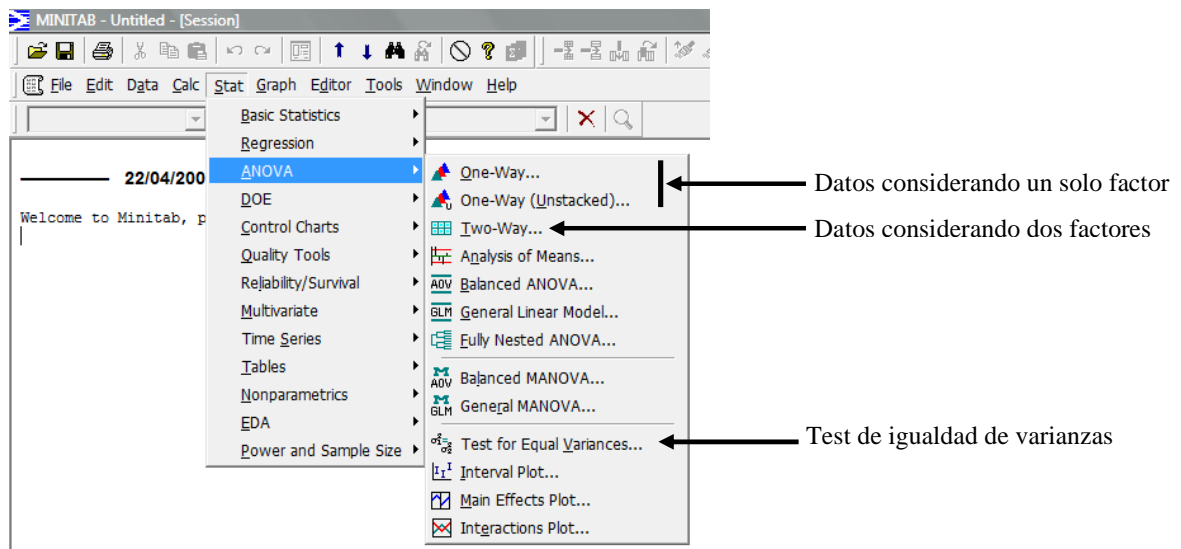 MINITAB - Untitled - [Session]
File Edit Data Calc Stat Graph Editor Tools Window Help
22/04/200
Welcome to Minitab, p
Basic Statistics
Regression
ANOVA
DOE
Control Charts
Quality Tools
Reliability/Survival
Multivariate
Time Series
Tables
Nonparametrics
EDA
Power and Sample Size
One-Way...
One-Way (Unstacked)...
Two-Way...
Analysis of Means...
AOV Balanced ANOVA...
GLM General Linear Model...
Fully Nested ANOVA...
M AOV Balanced MANOVA...
M GLM General MANOVA...
Test for Equal Variances...
Interval Plot...
Main Effects Plot...
Interactions Plot...
Datos considerando un solo factor
Datos considerando dos factores
Test de igualdad de varianzas